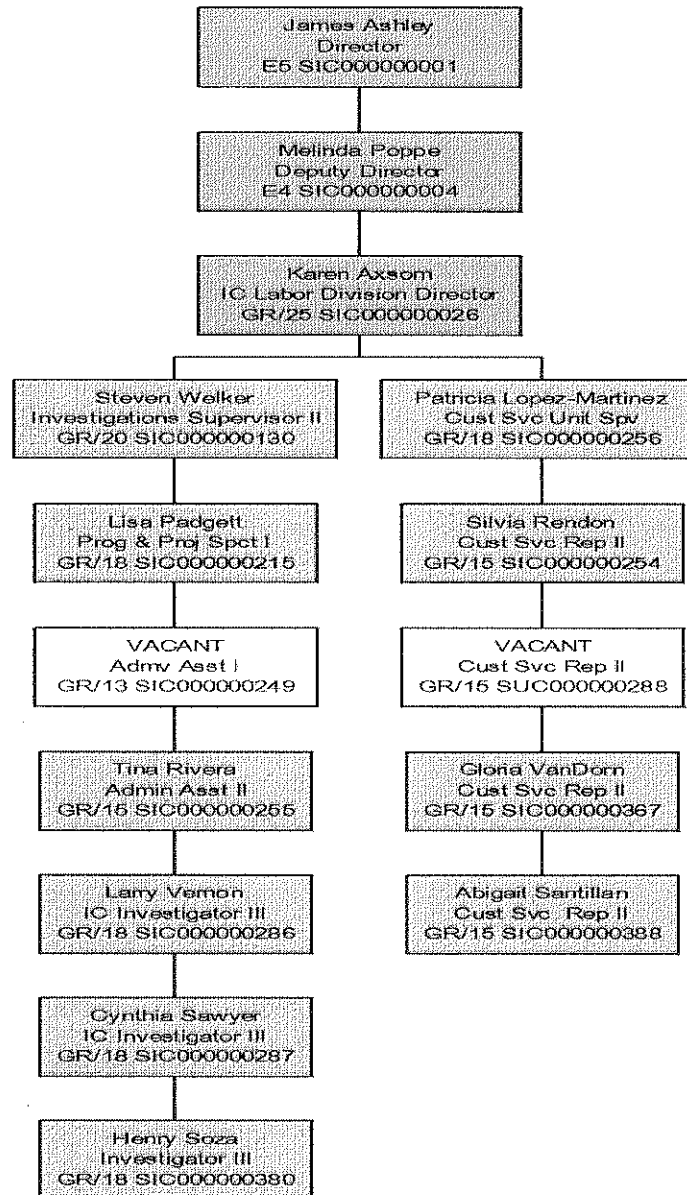 James Ashley
Director
E5 SIC000000001
Melinda Poppe
Deputy Director
E4 SIC000000004
Karen Axsom
IC Labor Division Director
GR/25 SIC000000026
Steven Welker
Investigations Supervisor II
GR/20 SIC000000130
Lisa Padgett
Prog & Proj Spct I
GR/18 SIC000000215
VACANT
Admv Asst I
GR/13 SIC000000249
Tina Rivera
Admin Asst II
GR/15 SIC000000255
Larry Vernon
IC Investigator III
GR/18 SIC000000286
Cynthia Sawyer
IC Investigator III
GR/18 SIC000000287
Henry Soza
Investigator III
GR/18 SIC000000380
Patricia Lopez-Martinez
Cust Svc Unit Spv
GR/18 SIC000000256
Silvia Rendon
Cust Svc Rep II
GR/15 SIC000000254
VACANT
Cust Svc Rep II
GR/15 SUC000000288
Gloria VanDorn
Cust Svc Rep II
GR/15 SIC000000367
Abigail Santillan
Cust Svc Rep II
GR/15 SIC000000388